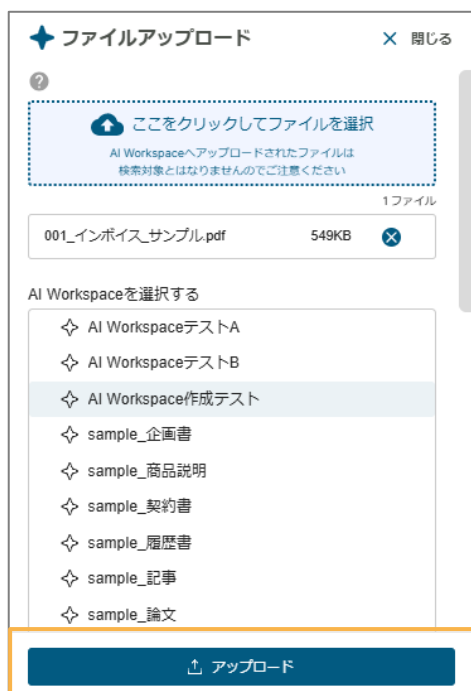 ファイルアップロード
閉じる
ここをクリックしてファイルを選択
AI Workspaceへアップロードされたファイルは
検索対象とはなりませんのでご注意ください
1ファイル
001_インボイス_サンプル.pdf 549KB
AI Workspaceを選択する
AI WorkspaceテストA
AI WorkspaceテストB
AI Workspace作成テスト
sample_企画書
sample_商品説明
sample_契約書
sample_履歴書
sample_記事
sample_論文
アップロード